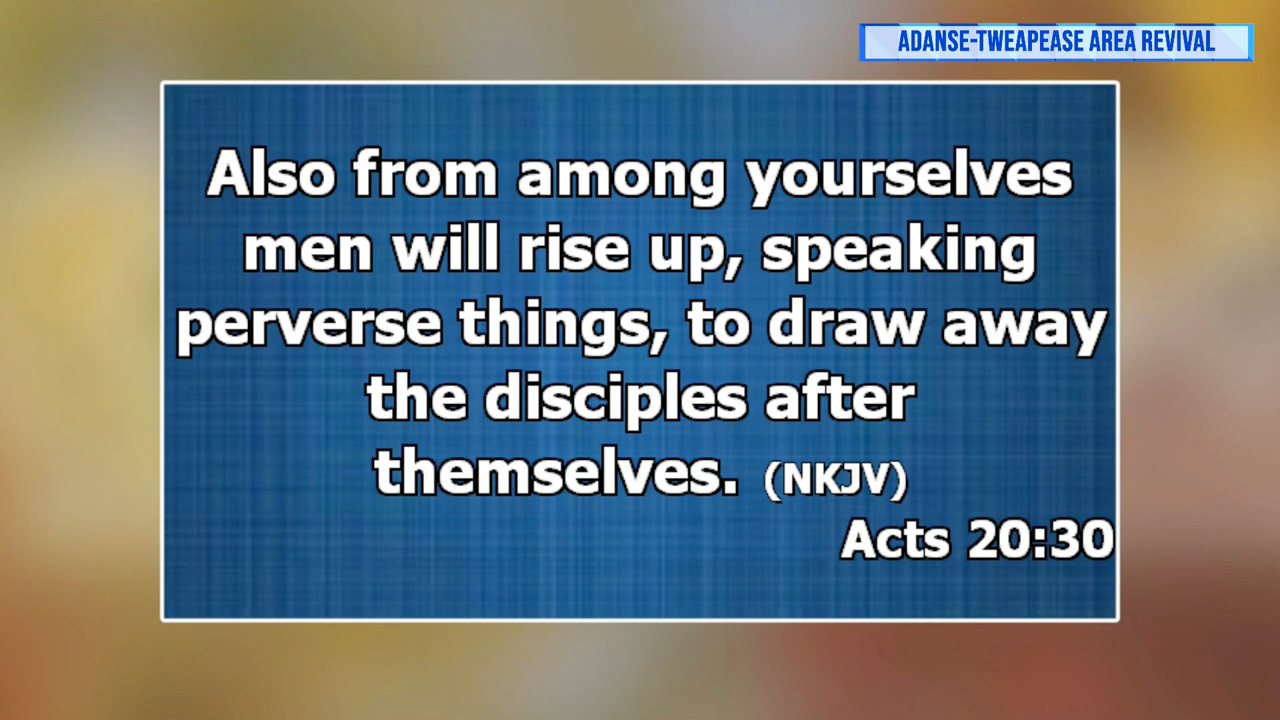 ADANSE-TWEAPEASE AREA REVIVAL
Also from among yourselves
men will rise up, speaking
perverse things, to draw away
the disciples after
themselves. (NKJV)
Acts 20:30